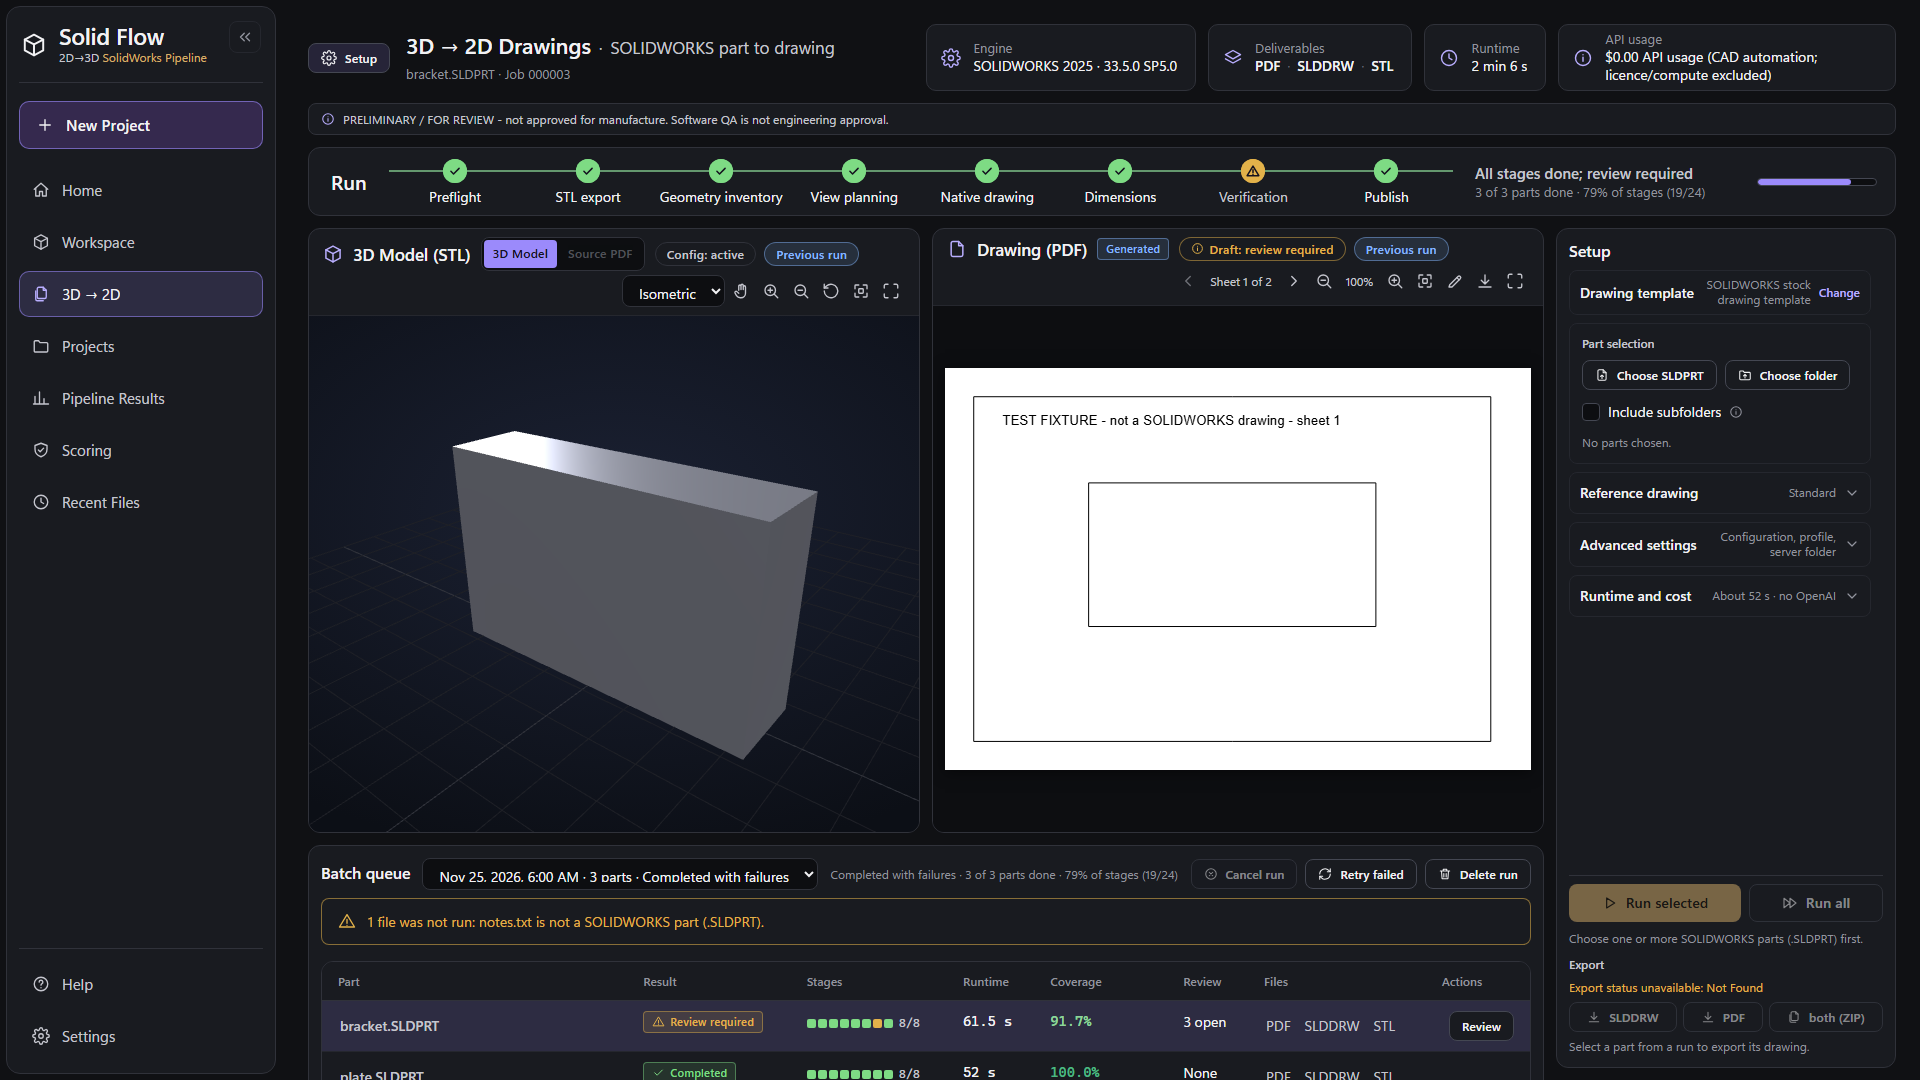 Solid Flow
2D→3D SolidWorks Pipeline
New Project
Home
Workspace
3D → 2D
Projects
Pipeline Results
Scoring
Recent Files
Help
Settings
Setup
3D → 2D Drawings · SOLIDWORKS part to drawing
bracket.SLDPRT · Job 000003
Engine
SOLIDWORKS 2025 · 33.5.0 SP5.0
Deliverables
PDF · SLDDRW · STL
Runtime
2 min 6 s
API usage
$0.00 API usage (CAD automation;
licence/compute excluded)
PRELIMINARY / FOR REVIEW - not approved for manufacture. Software QA is not engineering approval.
Run
Preflight
STL export
Geometry inventory
View planning
Native drawing
Dimensions
Verification
Publish
All stages done; review required
3 of 3 parts done · 79% of stages (19/24)
3D Model (STL)
3D Model
Source PDF
Config: active
Previous run
Isometric
Drawing (PDF)
Generated
Draft: review required
Previous run
Sheet 1 of 2
100%
TEST FIXTURE - not a SOLIDWORKS drawing - sheet 1
Setup
Drawing template
SOLIDWORKS stock
drawing template
Change
Part selection
Choose SLDPRT
Choose folder
Include subfolders
No parts chosen.
Reference drawing
Standard
Advanced settings
Configuration, profile,
server folder
Runtime and cost
About 52 s · no OpenAI
Run selected
Run all
Choose one or more SOLIDWORKS parts (.SLDPRT) first.
Export
Export status unavailable: Not Found
SLDDRW
PDF
both (ZIP)
Select a part from a run to export its drawing.
Batch queue
Nov 25, 2026, 6:00 AM · 3 parts · Completed with failures
Completed with failures · 3 of 3 parts done · 79% of stages (19/24)
Cancel run
Retry failed
Delete run
1 file was not run: notes.txt is not a SOLIDWORKS part (.SLDPRT).
Part Result Stages Runtime Coverage Review Files Actions
bracket.SLDPRT Review required 8/8 61.5 s 91.7% 3 open PDF SLDDRW STL Review
plate.SLDPRT Completed 8/8 52 s 100.0% None PDF SLDDRW STL